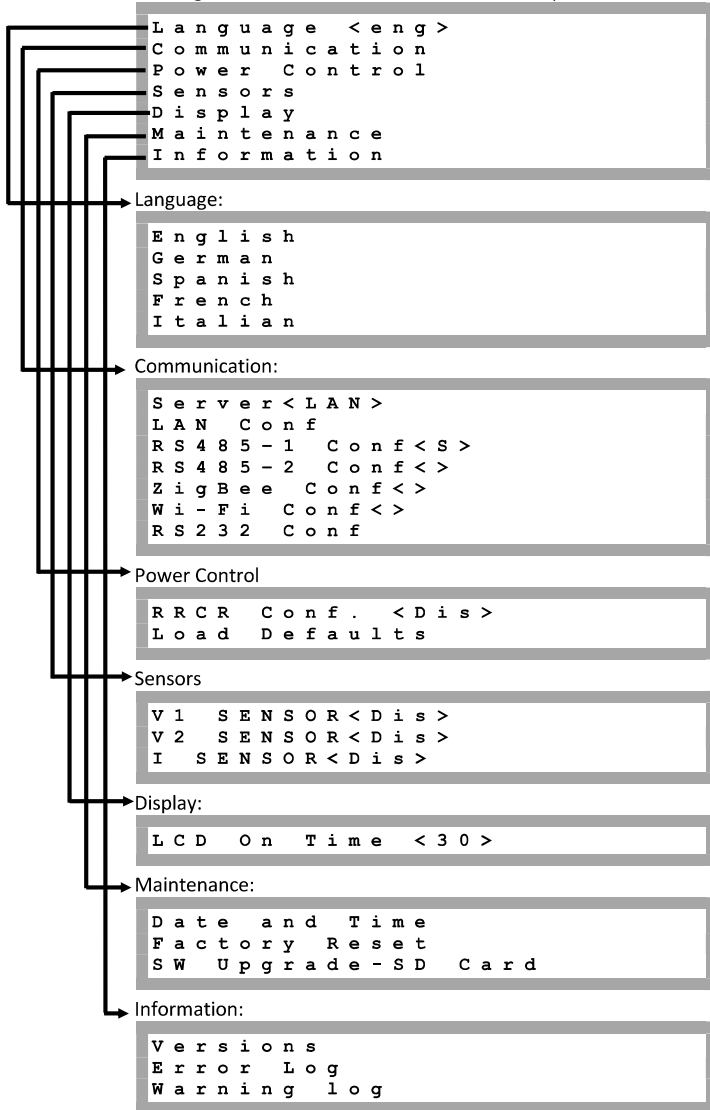 Language <eng>
Communication
Power Control
Sensors
Display
Maintenance
Information
Language:
English
German
Spanish
French
Italian
Communication:
Server<LAN>
LAN Conf
RS485-1 Conf<S>
RS485-2 Conf<>
ZigBee Conf<>
Wi-Fi Conf<>
RS232 Conf
Power Control
RRCR Conf. <Dis>
Load Defaults
Sensors
V1 SENSOR<Dis>
V2 SENSOR<Dis>
I SENSOR<Dis>
Display:
LCD On Time <30>
Maintenance:
Date and Time
Factory Reset
SW Upgrade-SD Card
Information:
Versions
Error Log
Warning log